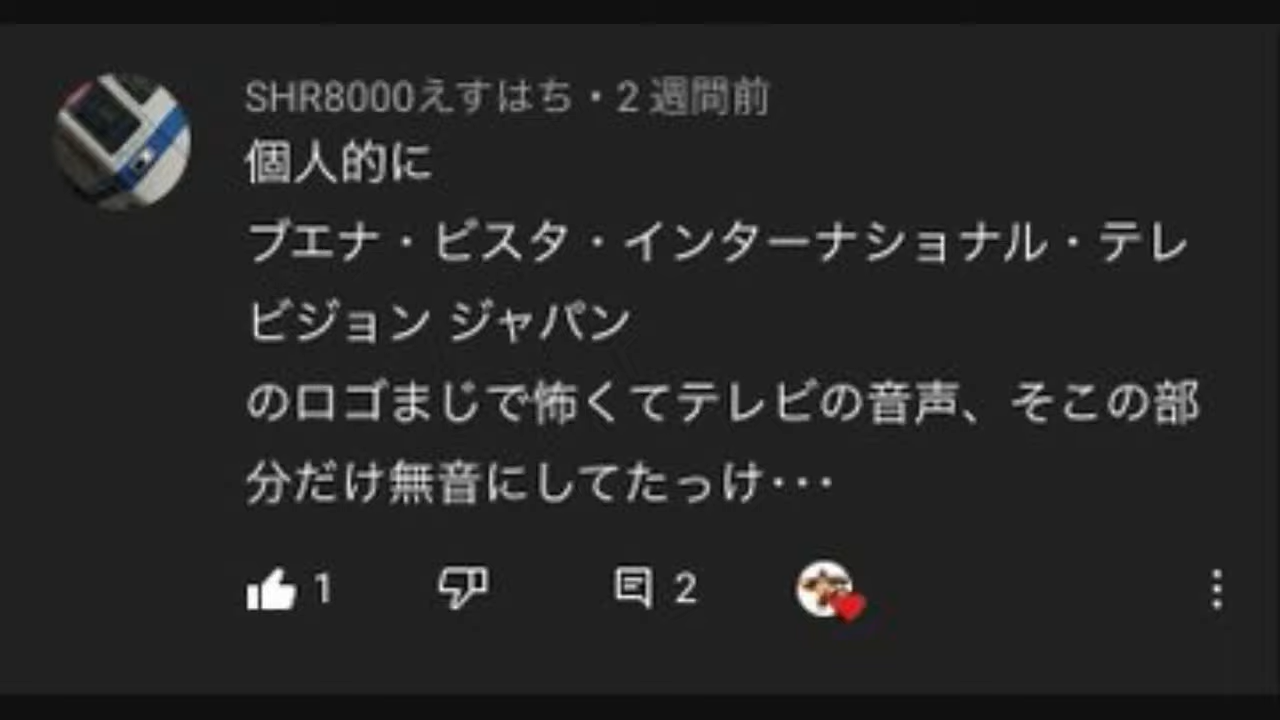 SHR8000えすはち・2 週間前
個人的に
ブエナ・ビスタ・インターナショナル・テレ
ビジョン ジャパン
のロゴまじで怖くてテレビの音声、そこの部
分だけ無音にしてたっけ･･･
1 2